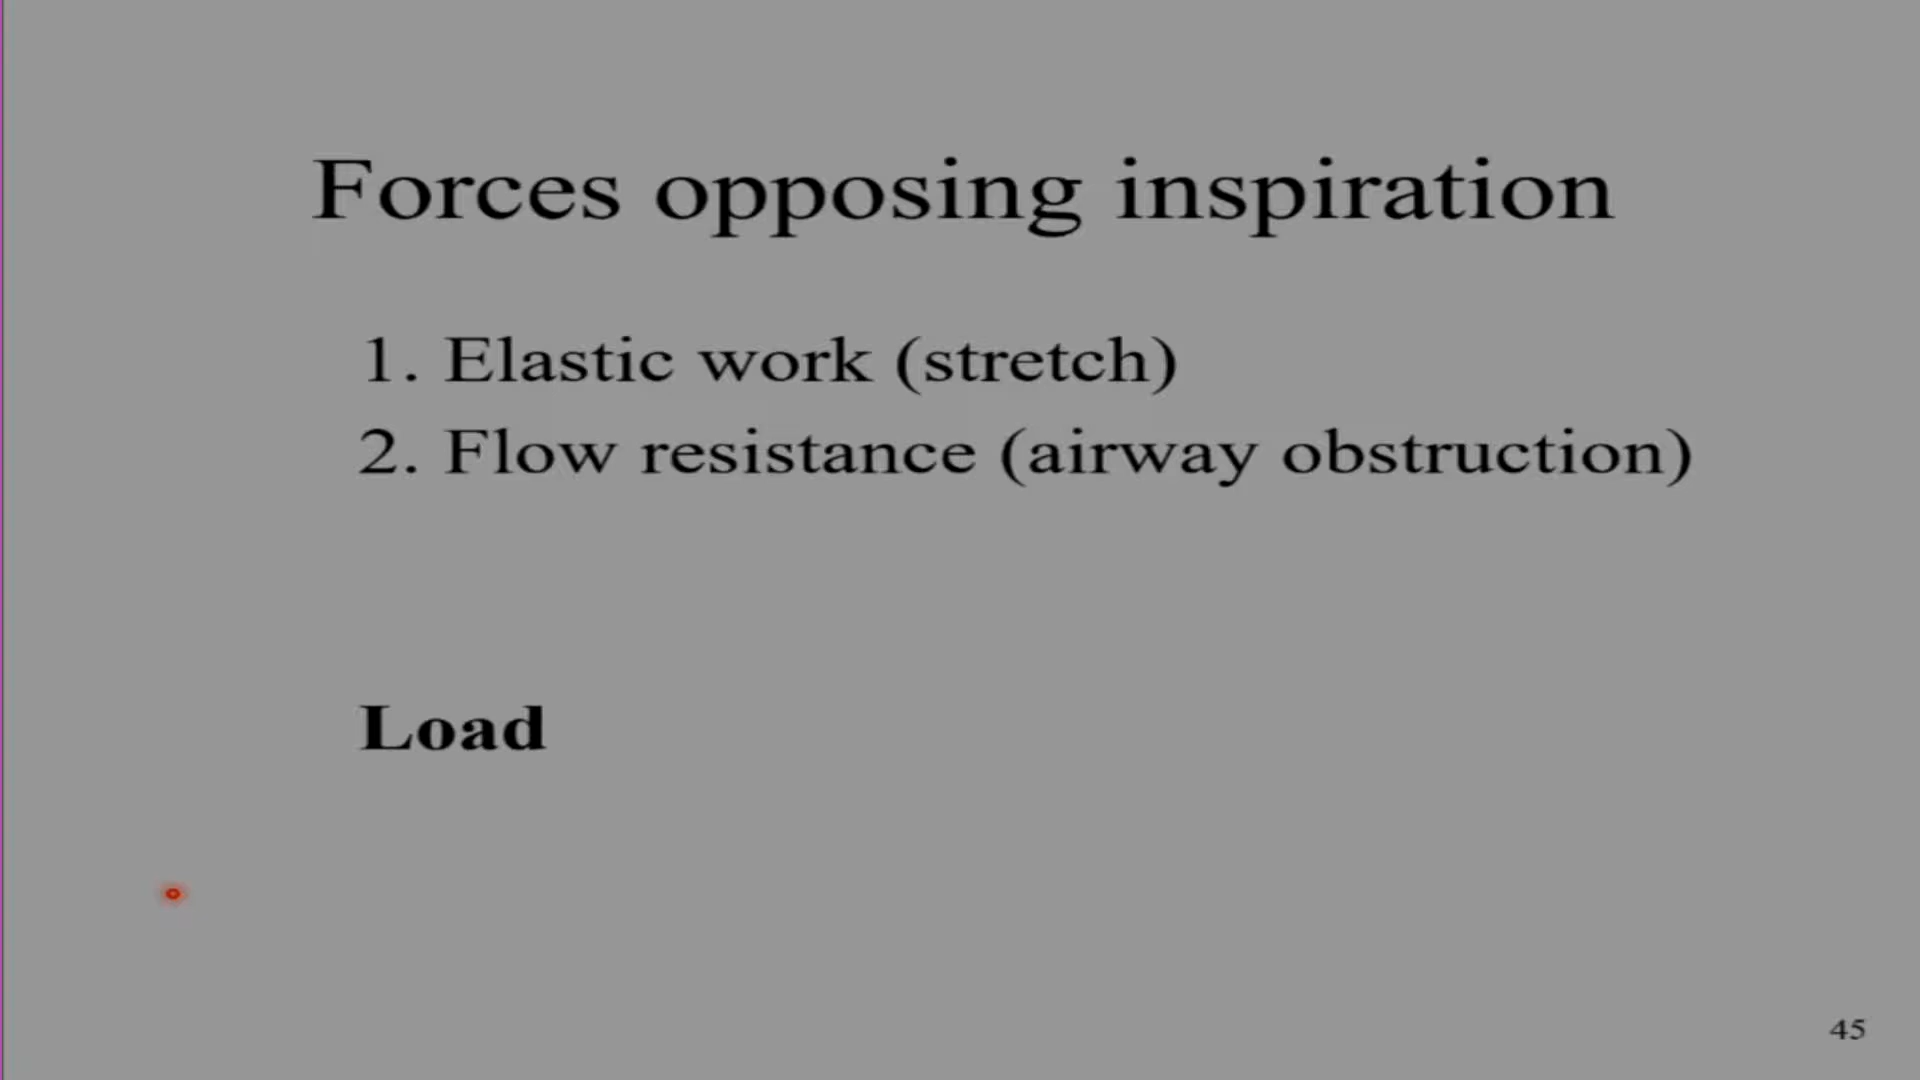 Forces opposing inspiration
1. Elastic work (stretch)
2. Flow resistance (airway obstruction)
Load
45